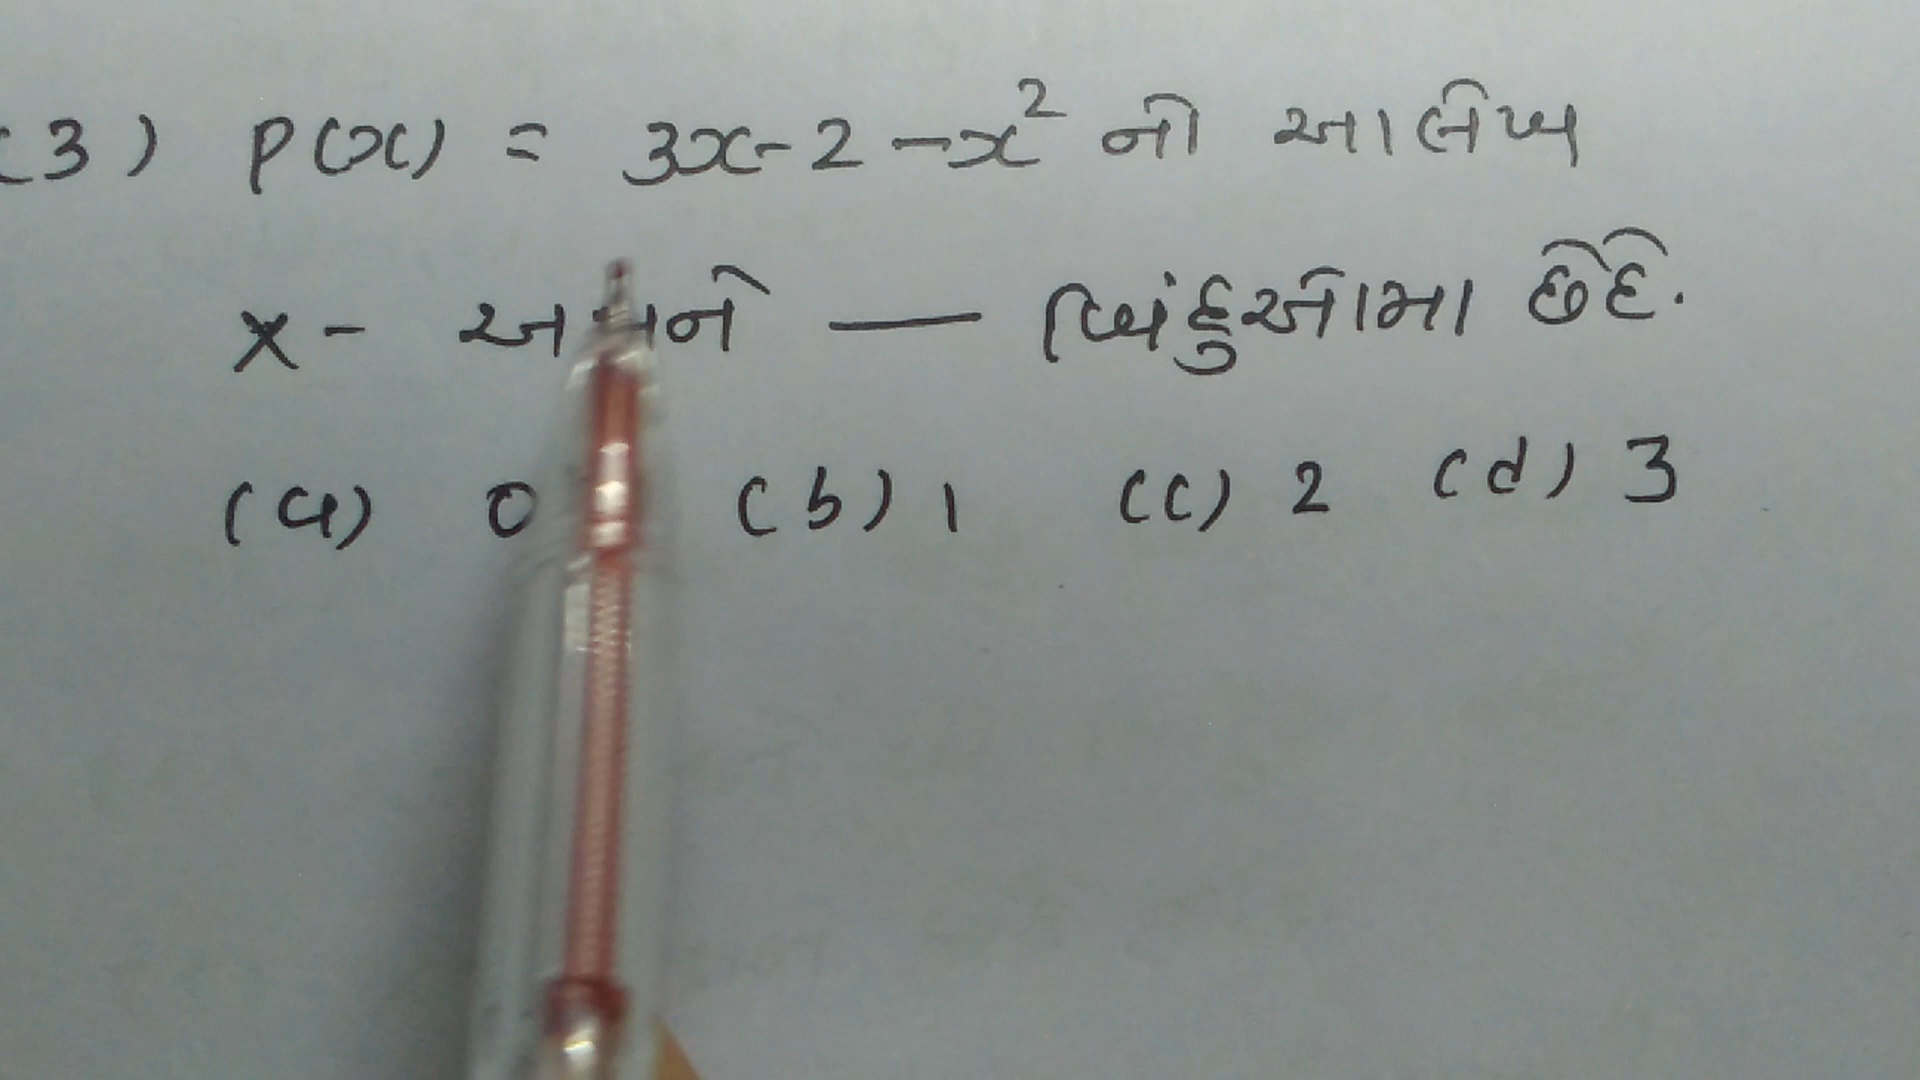 (3) P(x) = 3x-2-x² નો આલેખ
x- ને — બિંદુઓમા છેદે.
(a) 0 (b) 1 (c) 2 (d) 3